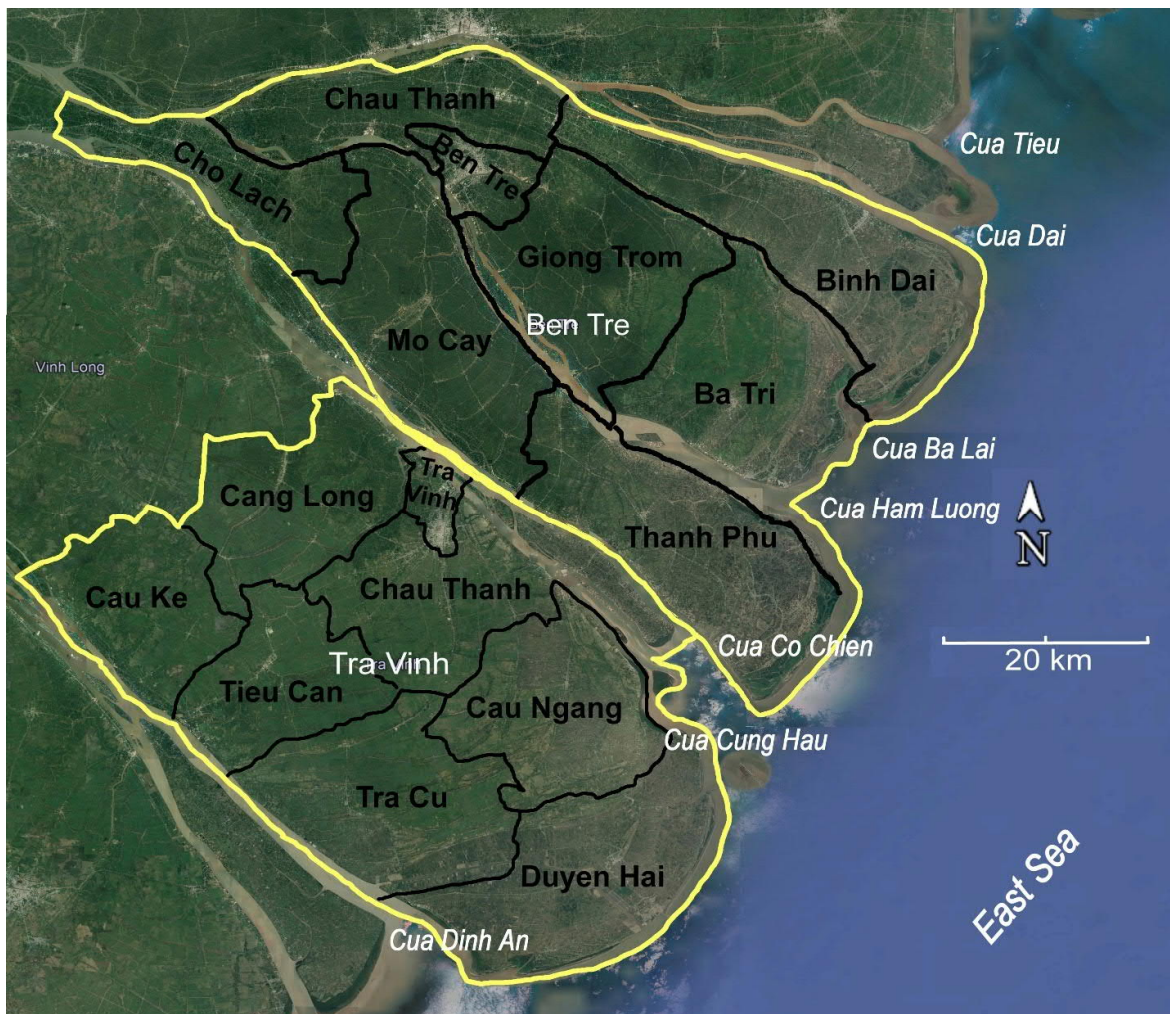 Chau Thanh
Cua Tieu
Cho Lach
Ben Tre
Cua Dai
Giong Trom
Binh Dai
Ben Tre
Mo Cay
Vinh Long
Ba Tri
Cua Ba Lai
Tra
Vinh
Cang Long
Cua Ham Luong
Thanh Phu
N
Cau Ke
Chau Thanh
Cua Co Chien
20 km
Tra Vinh
Tieu Can
Cau Ngang
Cua Cung Hau
Tra Cu
Duyen Hai
East Sea
Cua Dinh An